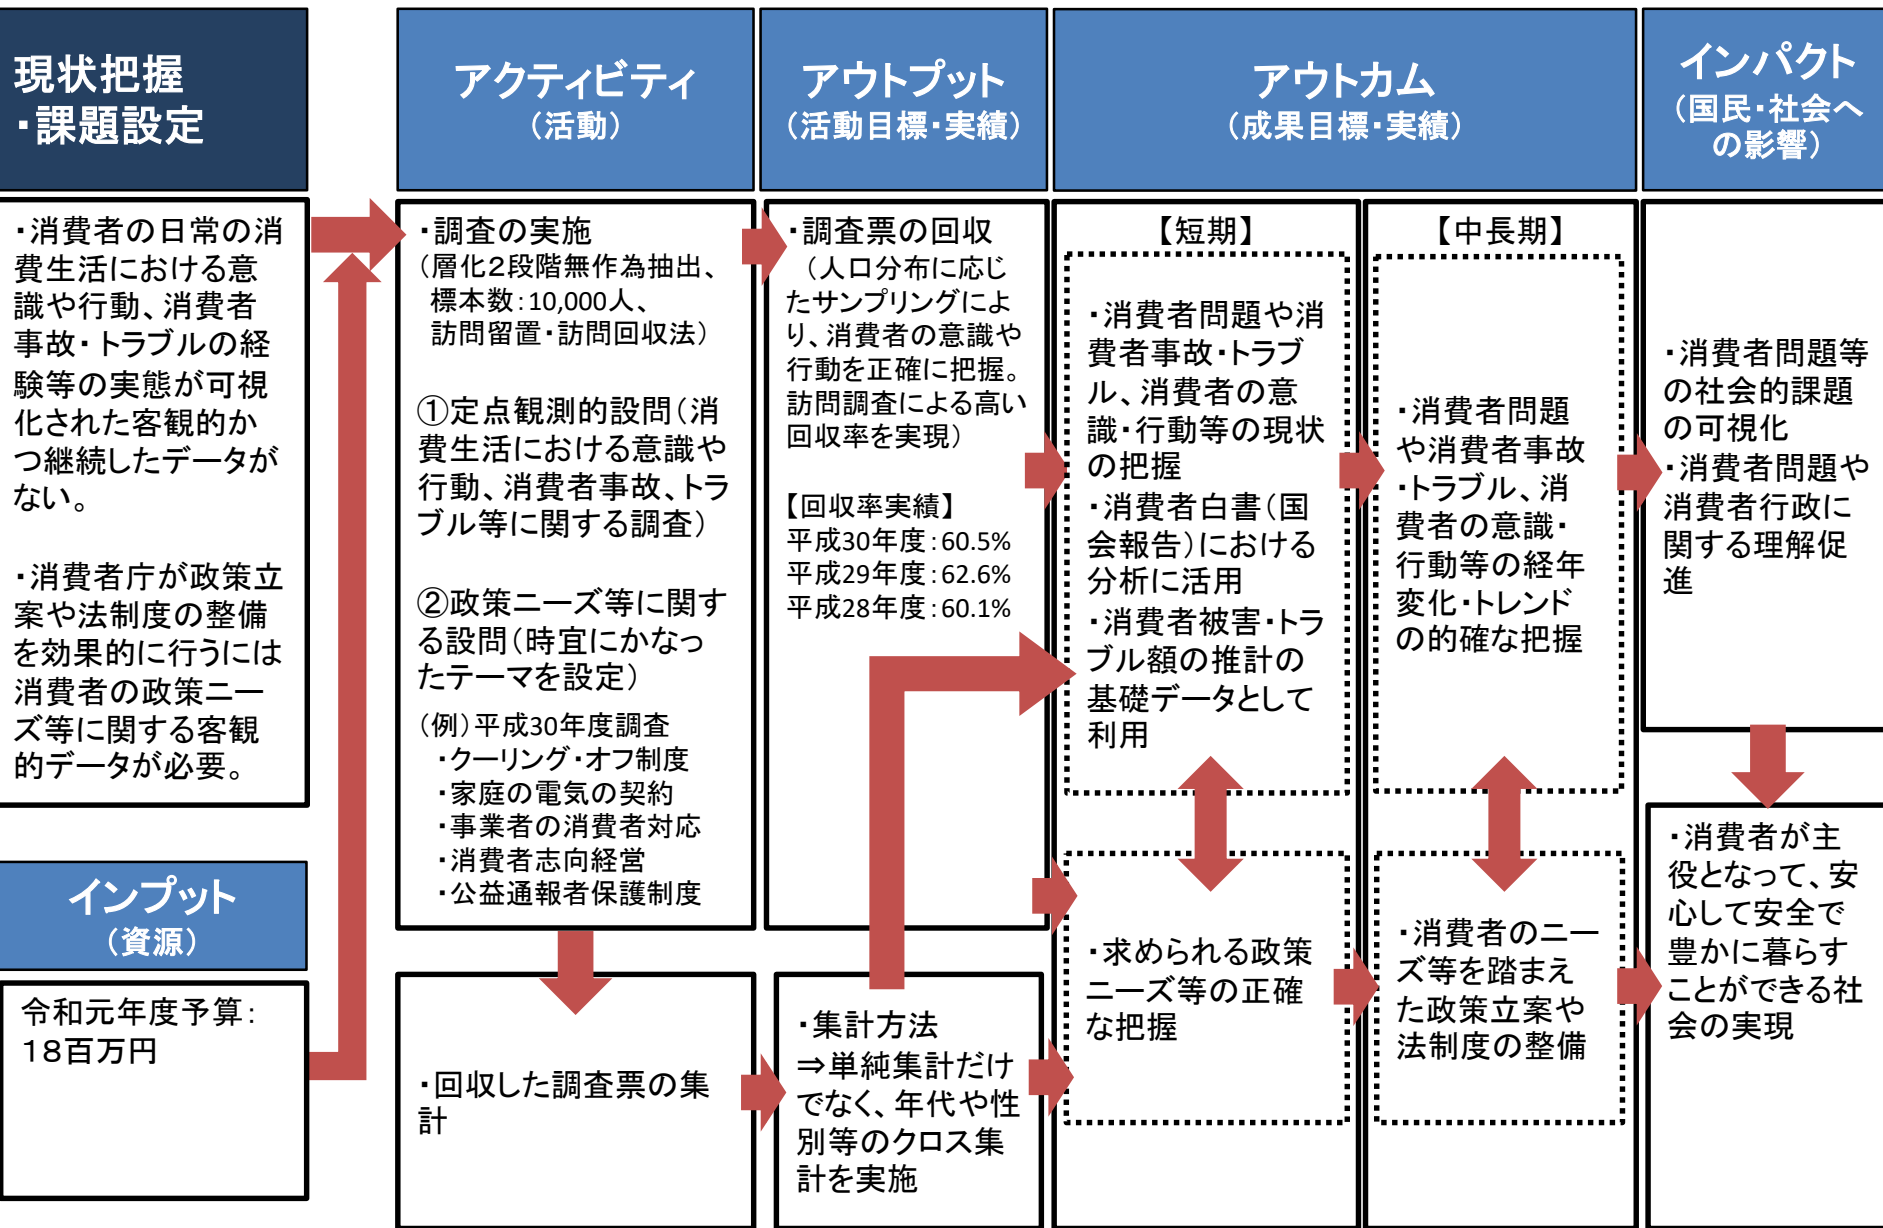 現状把握
・課題設定
・消費者の日常の消
費生活における意
識や行動、消費者
事故・トラブルの経
験等の実態が可視
化された客観的か
つ継続したデータが
ない。
・消費者庁が政策立
案や法制度の整備
を効果的に行うには
消費者の政策ニー
ズ等に関する客観
的データが必要。
インプット
（資源）
令和元年度予算：
１８百万円
アクティビティ
（活動）
・調査の実施
（層化２段階無作為抽出、
標本数：10,000人、
訪問留置・訪問回収法）
①定点観測的設問（消
費生活における意識や
行動、消費者事故、トラ
ブル等に関する調査）
②政策ニーズ等に関す
る設問（時宜にかなっ
たテーマを設定）
（例）平成30年度調査
・クーリング・オフ制度
・家庭の電気の契約
・事業者の消費者対応
・消費者志向経営
・公益通報者保護制度
・回収した調査票の集
計
アウトプット
（活動目標・実績）
・調査票の回収
（人口分布に応じ
たサンプリングによ
り、消費者の意識や
行動を正確に把握。
訪問調査による高い
回収率を実現）
【回収率実績】
平成30年度：60.5%
平成29年度：62.6%
平成28年度：60.1%
・集計方法
⇒単純集計だけ
でなく、年代や性
別等のクロス集
計を実施
アウトカム
（成果目標・実績）
【短期】
・消費者問題や消
費者事故・トラブ
ル、消費者の意
識・行動等の現状
の把握
・消費者白書（国
会報告）における
分析に活用
・消費者被害・トラ
ブル額の推計の
基礎データとして
利用
・求められる政策
ニーズ等の正確
な把握
【中長期】
・消費者問題
や消費者事故
・トラブル、消
費者の意識・
行動等の経年
変化・トレンド
の的確な把握
・消費者のニー
ズ等を踏まえ
た政策立案や
法制度の整備
インパクト
（国民・社会へ
の影響）
・消費者問題等
の社会的課題
の可視化
・消費者問題や
消費者行政に
関する理解促
進
・消費者が主
役となって、安
心して安全で
豊かに暮らす
ことができる社
会の実現